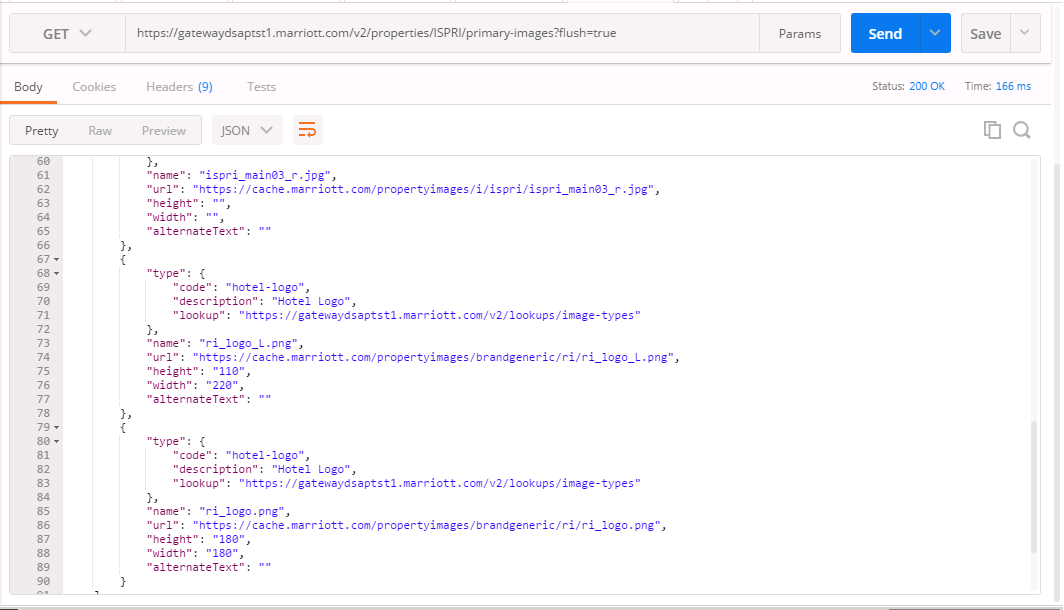 GET https://gatewaydsaptst1.marriott.com/v2/properties/ISPRI/primary-images?flush=true Params Send Save
Body Cookies Headers (9) Tests Status: 200 OK Time: 166 ms
Pretty Raw Preview JSON
60 },
61 "name": "ispri_main03_r.jpg",
62 "url": "https://cache.marriott.com/propertyimages/i/ispri/ispri_main03_r.jpg",
63 "height": "",
64 "width": "",
65 "alternateText": ""
66 },
67 {
68 "type": {
69 "code": "hotel-logo",
70 "description": "Hotel Logo",
71 "lookup": "https://gatewaydsaptst1.marriott.com/v2/lookups/image-types"
72 },
73 "name": "ri_logo_L.png",
74 "url": "https://cache.marriott.com/propertyimages/brandgeneric/ri/ri_logo_L.png",
75 "height": "110",
76 "width": "220",
77 "alternateText": ""
78 },
79 {
80 "type": {
81 "code": "hotel-logo",
82 "description": "Hotel Logo",
83 "lookup": "https://gatewaydsaptst1.marriott.com/v2/lookups/image-types"
84 },
85 "name": "ri_logo.png",
86 "url": "https://cache.marriott.com/propertyimages/brandgeneric/ri/ri_logo.png",
87 "height": "180",
88 "width": "180",
89 "alternateText": ""
90 }
91